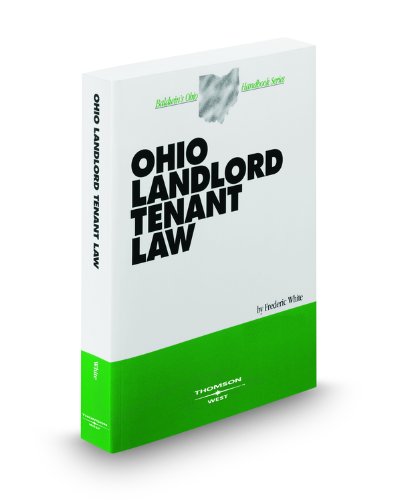 Baldwin's Ohio Handbook Series
OHIO
LANDLORD
TENANT
LAW
by Frederic White
THOMSON
WEST
OHIO LANDLORD TENANT LAW
White